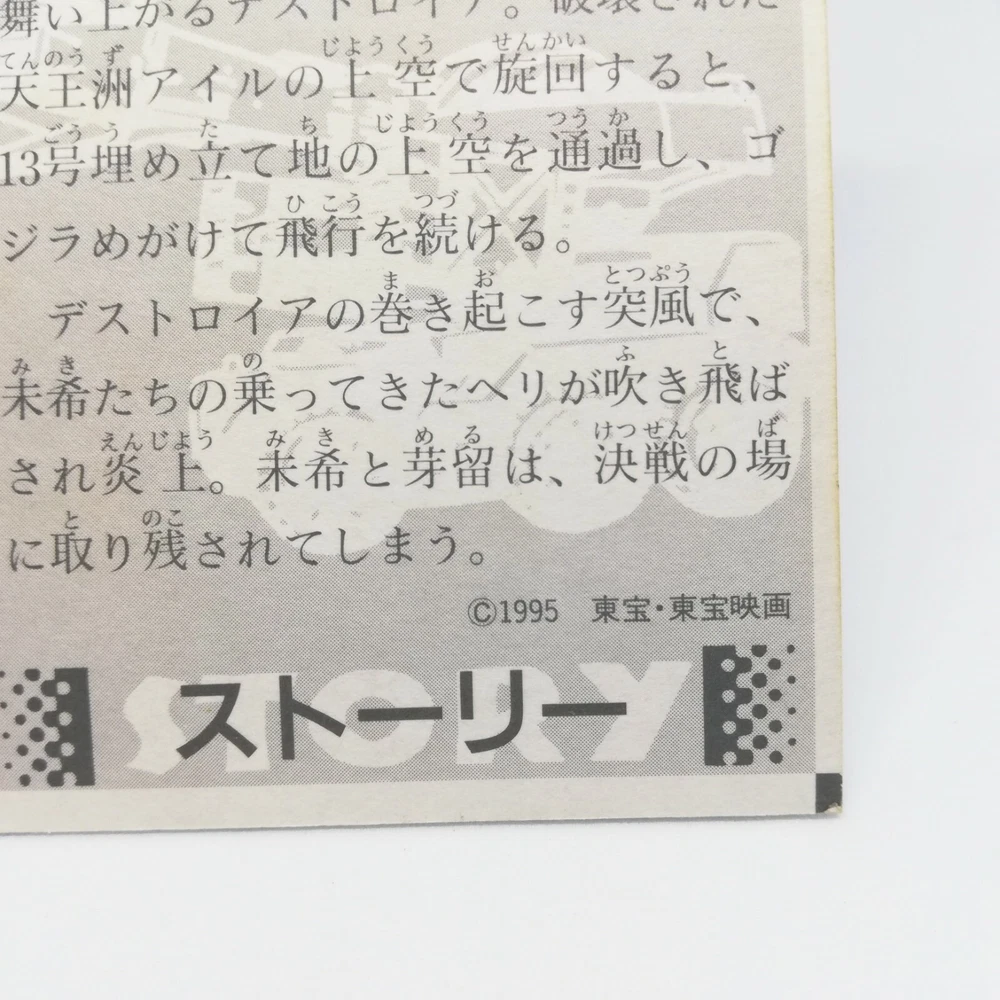 舞い上がるデストロイア。破壊された
天王洲アイルの上空で旋回すると、
13号埋め立て地の上空を通過し、ゴ
ジラめがけて飛行を続ける。
デストロイアの巻き起こす突風で、
未希たちの乗ってきたヘリが吹き飛ば
され炎上。未希と芽留は、決戦の場
に取り残されてしまう。
©1995　東宝・東宝映画
STORY
ストーリー